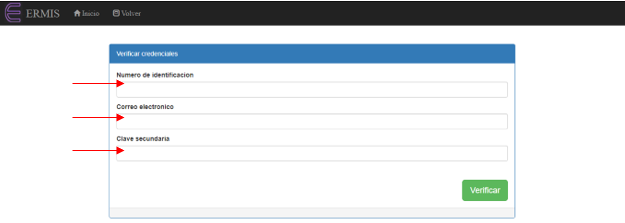 ERMIS Inicio Volver
Verificar credenciales
Numero de identificacion
Correo electronico
Clave secundaria
Verificar